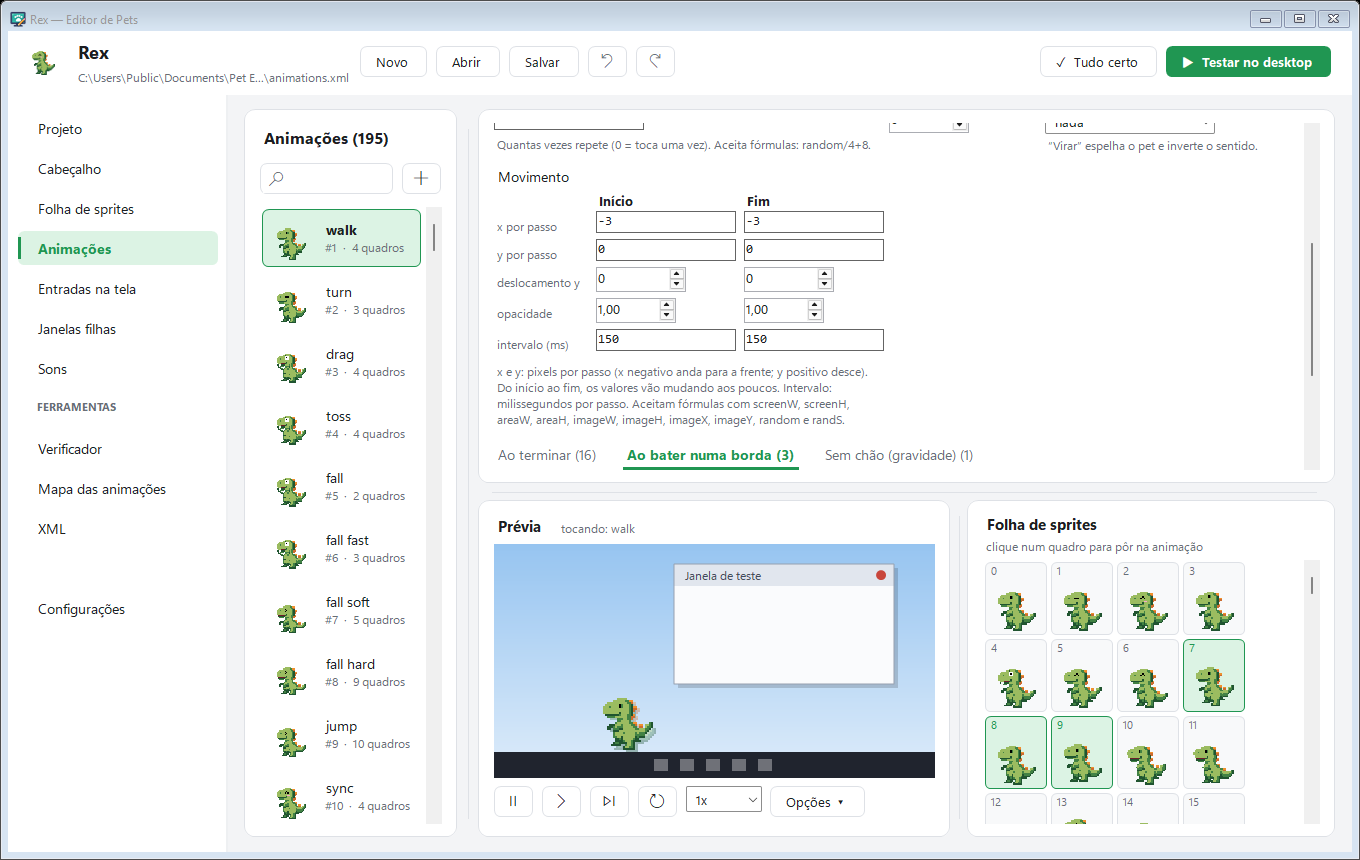 Rex — Editor de Pets
Rex
C:\Users\Public\Documents\Pet E...\animations.xml
Novo
Abrir
Salvar
✓ Tudo certo
Testar no desktop
Projeto
Cabeçalho
Folha de sprites
Animações
Entradas na tela
Janelas filhas
Sons
FERRAMENTAS
Verificador
Mapa das animações
XML
Configurações
Animações (195)
walk
#1 · 4 quadros
turn
#2 · 3 quadros
drag
#3 · 4 quadros
toss
#4 · 4 quadros
fall
#5 · 2 quadros
fall fast
#6 · 3 quadros
fall soft
#7 · 5 quadros
fall hard
#8 · 9 quadros
jump
#9 · 10 quadros
sync
#10 · 4 quadros
nada
Quantas vezes repete (0 = toca uma vez). Aceita fórmulas: random/4+8.
"Virar" espelha o pet e inverte o sentido.
Movimento
Início Fim
x por passo -3 -3
y por passo 0 0
deslocamento y 0 0
opacidade 1,00 1,00
intervalo (ms) 150 150
x e y: pixels por passo (x negativo anda para a frente; y positivo desce).
Do início ao fim, os valores vão mudando aos poucos. Intervalo:
milissegundos por passo. Aceitam fórmulas com screenW, screenH,
areaW, areaH, imageW, imageH, imageX, imageY, random e randS.
Ao terminar (16) Ao bater numa borda (3) Sem chão (gravidade) (1)
Prévia tocando: walk
Janela de teste
1x
Opções
Folha de sprites
clique num quadro para pôr na animação
0 1 2 3
4 5 6 7
8 9 10 11
12 13 14 15